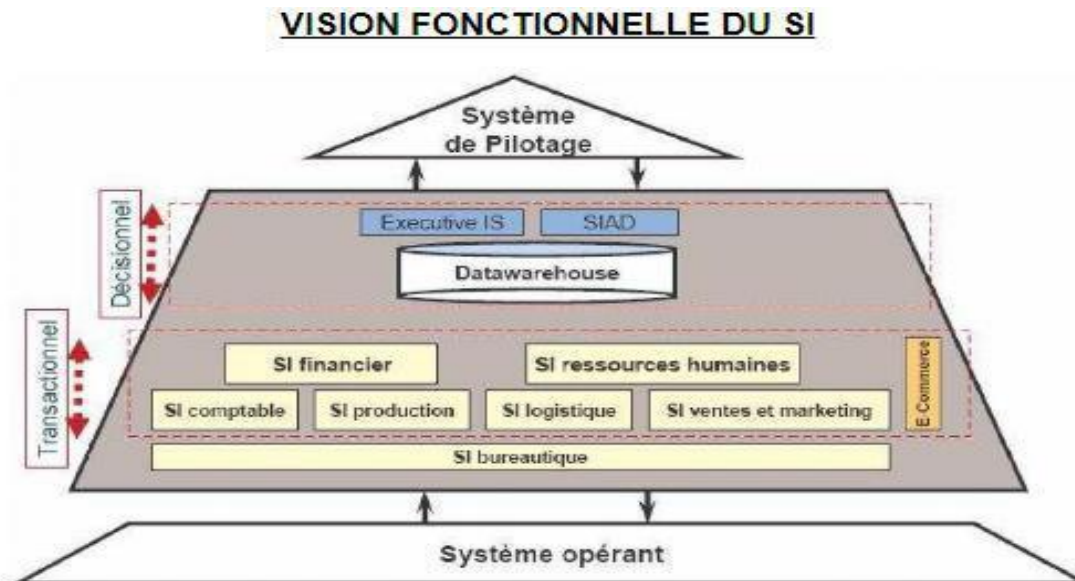 VISION FONCTIONNELLE DU SI
Système
de Pilotage
Décisionnel
Executive IS
SIAD
Datawarehouse
Transactionnel
SI financier
SI ressources humaines
SI comptable
SI production
SI logistique
SI ventes et marketing
E Commerce
SI bureautique
Système opérant